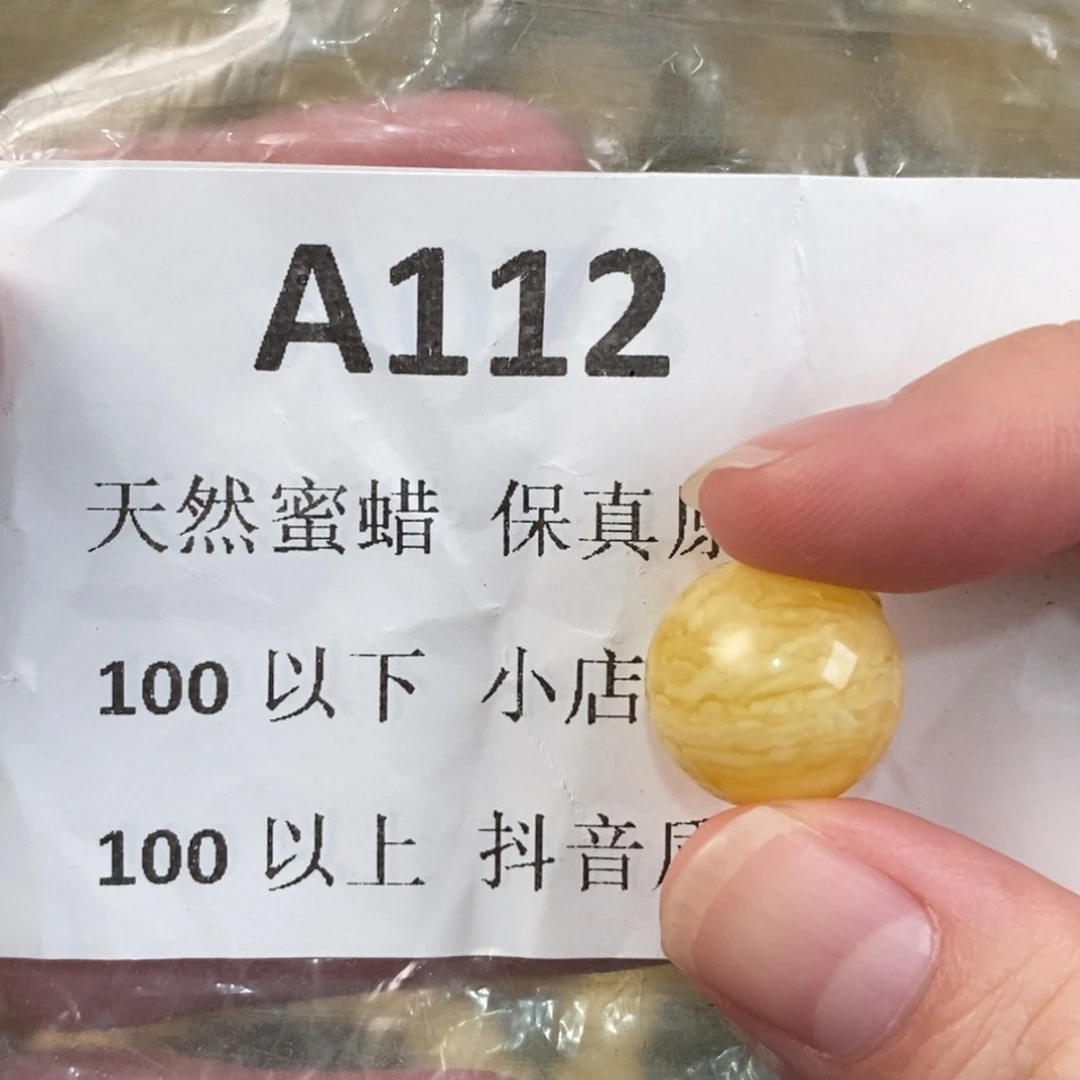 A112
天然蜜蜡 保真
100 以下 小店
100 以上 抖音